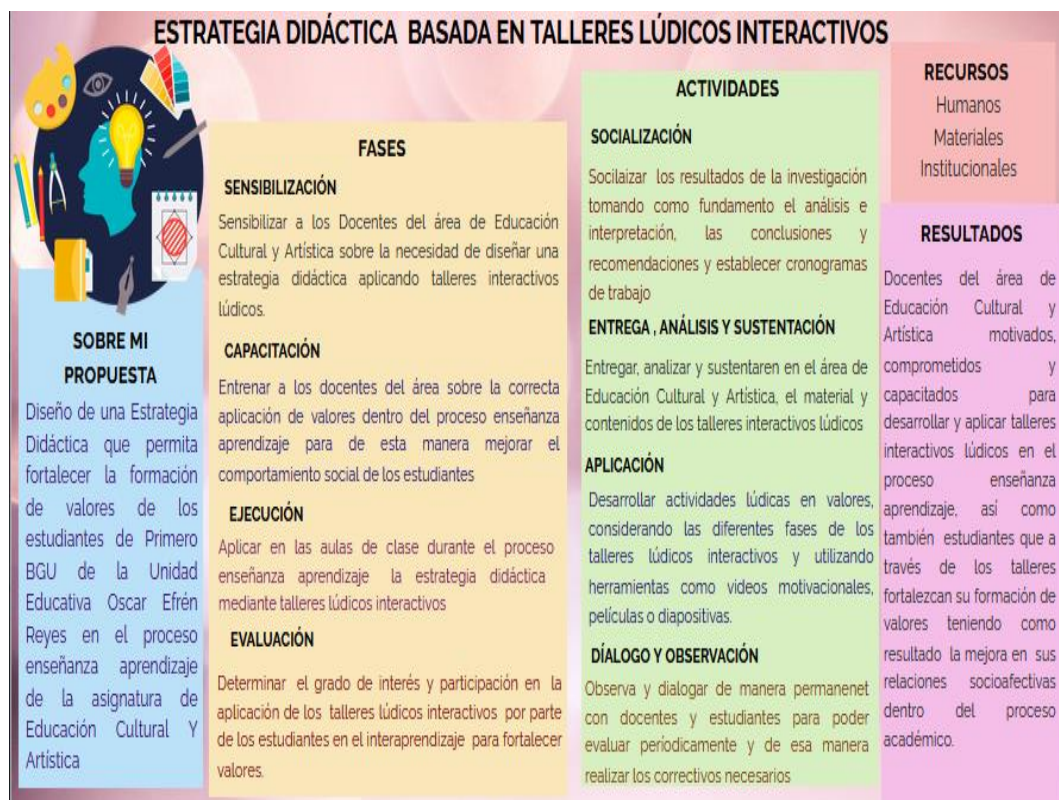 ESTRATEGIA DIDÁCTICA BASADA EN TALLERES LÚDICOS INTERACTIVOS
SOBRE MI
PROPUESTA
Diseño de una Estrategia
Didáctica que permita
fortalecer la formación
de valores de los
estudiantes de Primero
BGU de la Unidad
Educativa Oscar Efrén
Reyes en el proceso
enseñanza aprendizaje
de la asignatura de
Educación Cultural Y
Artística
FASES
SENSIBILIZACIÓN
Sensibilizar a los Docentes del área de Educación
Cultural y Artística sobre la necesidad de diseñar una
estrategia didáctica aplicando talleres interactivos
lúdicos.
CAPACITACIÓN
Entrenar a los docentes del área sobre la correcta
aplicación de valores dentro del proceso enseñanza
aprendizaje para de esta manera mejorar el
comportamiento social de los estudiantes
EJECUCIÓN
Aplicar en las aulas de clase durante el proceso
enseñanza aprendizaje la estrategia didáctica
mediante talleres lúdicos interactivos
EVALUACIÓN
Determinar el grado de interés y participación en la
aplicación de los talleres lúdicos interactivos por parte
de los estudiantes en el interaprendizaje para fortalecer
valores.
ACTIVIDADES
SOCIALIZACIÓN
Socilaizar los resultados de la investigación
tomando como fundamento el análisis e
interpretación, las conclusiones y
recomendaciones y establecer cronogramas
de trabajo
ENTREGA , ANÁLISIS Y SUSTENTACIÓN
Entregar, analizar y sustentaren en el área de
Educación Cultural y Artística, el material y
contenidos de los talleres interactivos lúdicos
APLICACIÓN
Desarrollar actividades lúdicas en valores,
considerando las diferentes fases de los
talleres lúdicos interactivos y utilizando
herramientas como videos motivacionales,
películas o diapositivas.
DÍALOGO Y OBSERVACIÓN
Observa y dialogar de manera permanenet
con docentes y estudiantes para poder
evaluar periodicamente y de esa manera
realizar los correctivos necesarios
RECURSOS
Humanos
Materiales
Institucionales
RESULTADOS
Docentes del área de
Educación Cultural y
Artística motivados,
comprometidos y
capacitados para
desarrollar y aplicar talleres
interactivos lúdicos en el
proceso enseñanza
aprendizaje, así como
también estudiantes que a
través de los talleres
fortalezcan su formación de
valores teniendo como
resultado la mejora en sus
relaciones socioafectivas
dentro del proceso
académico.